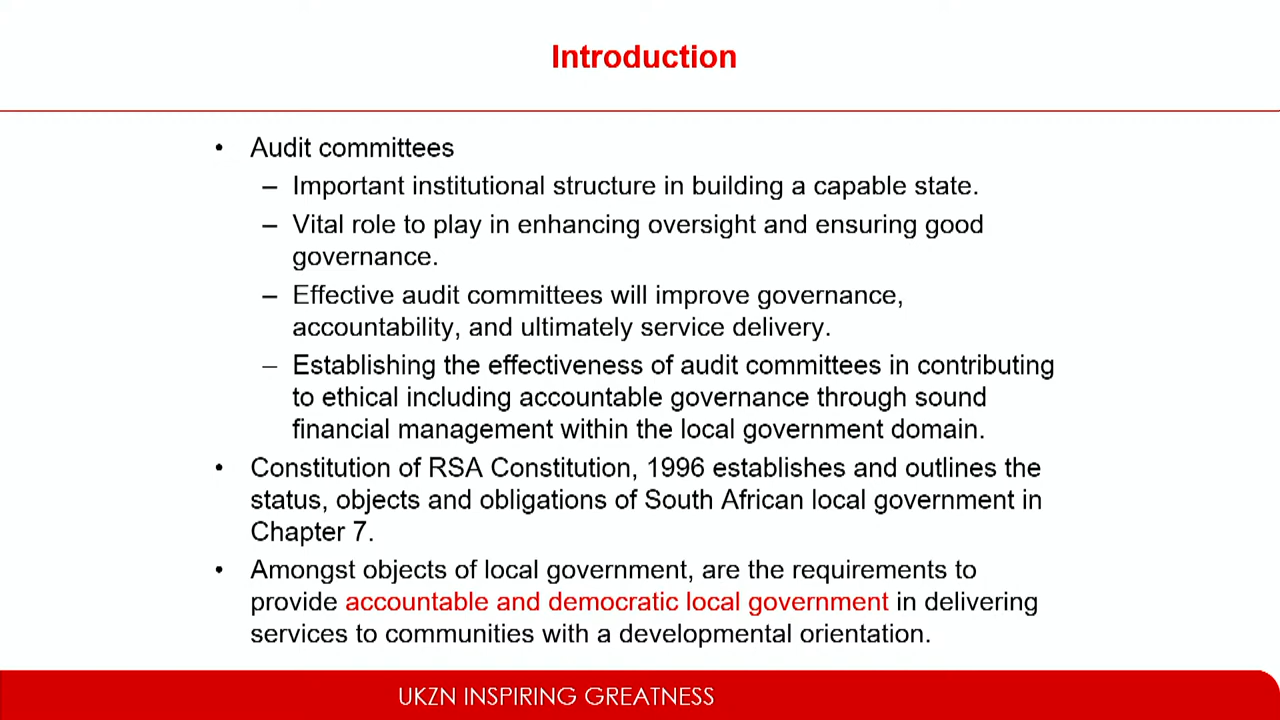 Introduction
• Audit committees
– Important institutional structure in building a capable state.
– Vital role to play in enhancing oversight and ensuring good
governance.
– Effective audit committees will improve governance,
accountability, and ultimately service delivery.
– Establishing the effectiveness of audit committees in contributing
to ethical including accountable governance through sound
financial management within the local government domain.
• Constitution of RSA Constitution, 1996 establishes and outlines the
status, objects and obligations of South African local government in
Chapter 7.
• Amongst objects of local government, are the requirements to
provide accountable and democratic local government in delivering
services to communities with a developmental orientation.
UKZN INSPIRING GREATNESS